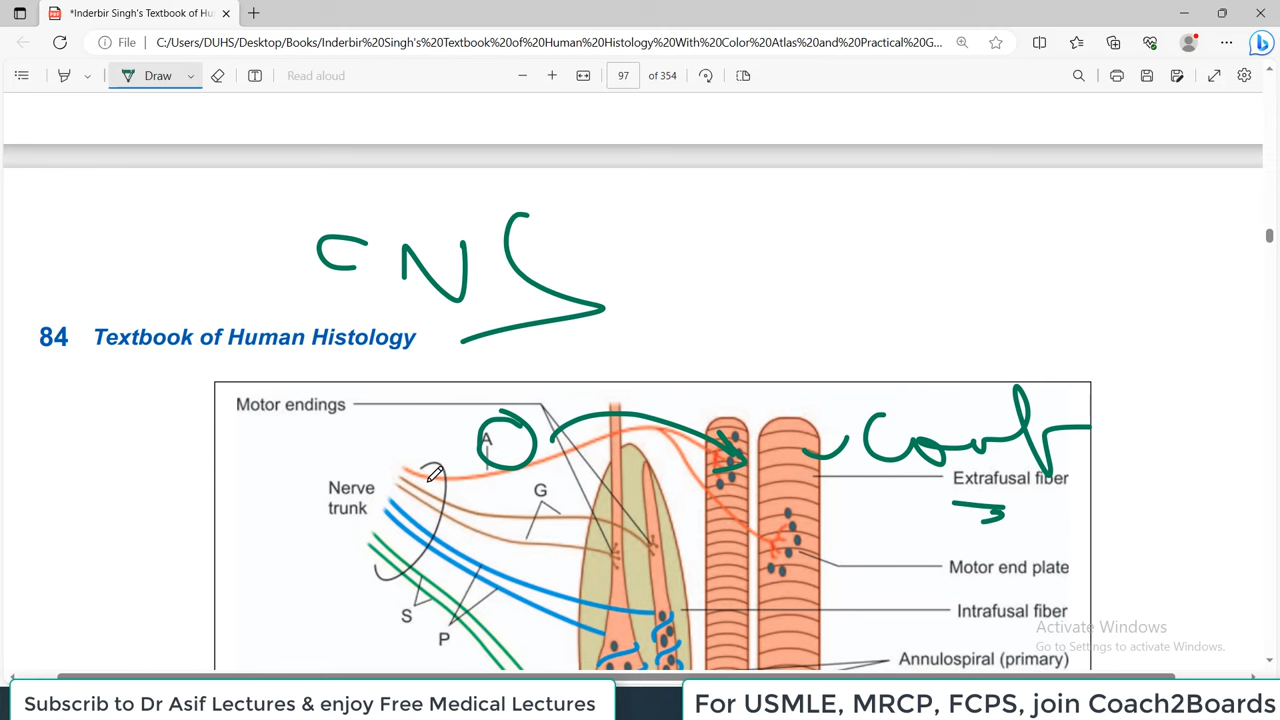 *Inderbir Singh's Textbook of Hu
File
C:/Users/DUHS/Desktop/Books/Inderbir%20Singh's%20Textbook%20of%20Human%20Histology%20With%20Color%20Atlas%20and%20Practical%20G...
Draw
Read aloud
97 of 354
CNS
84 Textbook of Human Histology
Motor endings
A
Extrafusal fiber
Nerve
trunk
G
Motor end plate
S
P
Intrafusal fiber
Activate Windows
Go to Settings to activate Windows.
Annulospiral (primary)
Subscrib to Dr Asif Lectures & enjoy Free Medical Lectures
For USMLE, MRCP, FCPS, join Coach2Boards